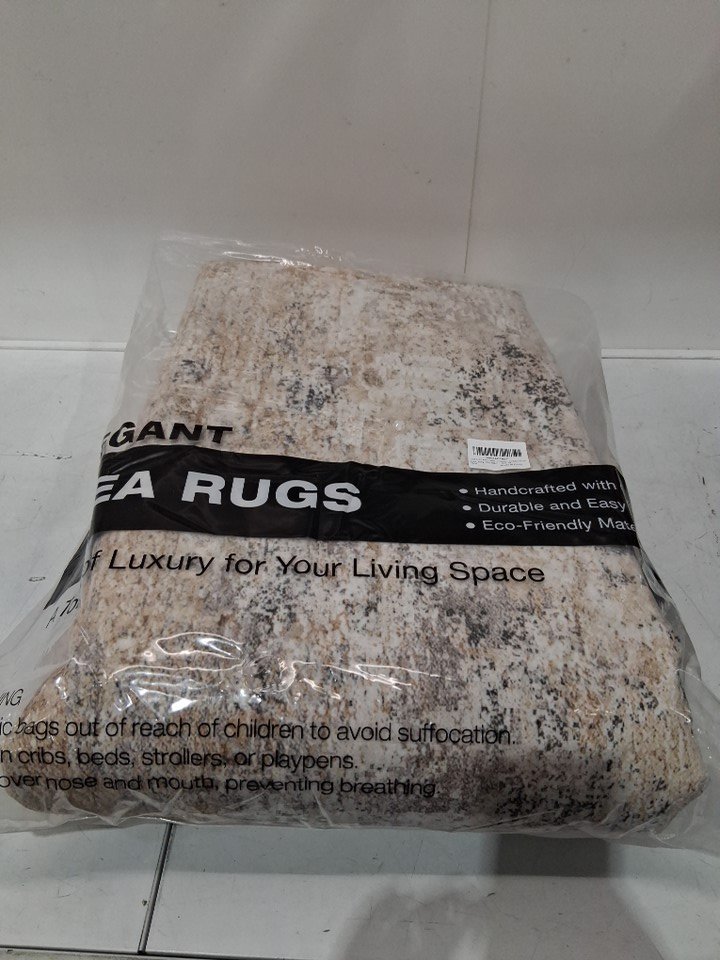 EGANT
EA RUGS
• Handcrafted with
• Durable and Easy
• Eco-Friendly Mate
of Luxury for Your Living Space
ic bags out of reach of children to avoid suffocation.
n cribs, beds, strollers, or playpens.
over nose and mouth, preventing breathing.